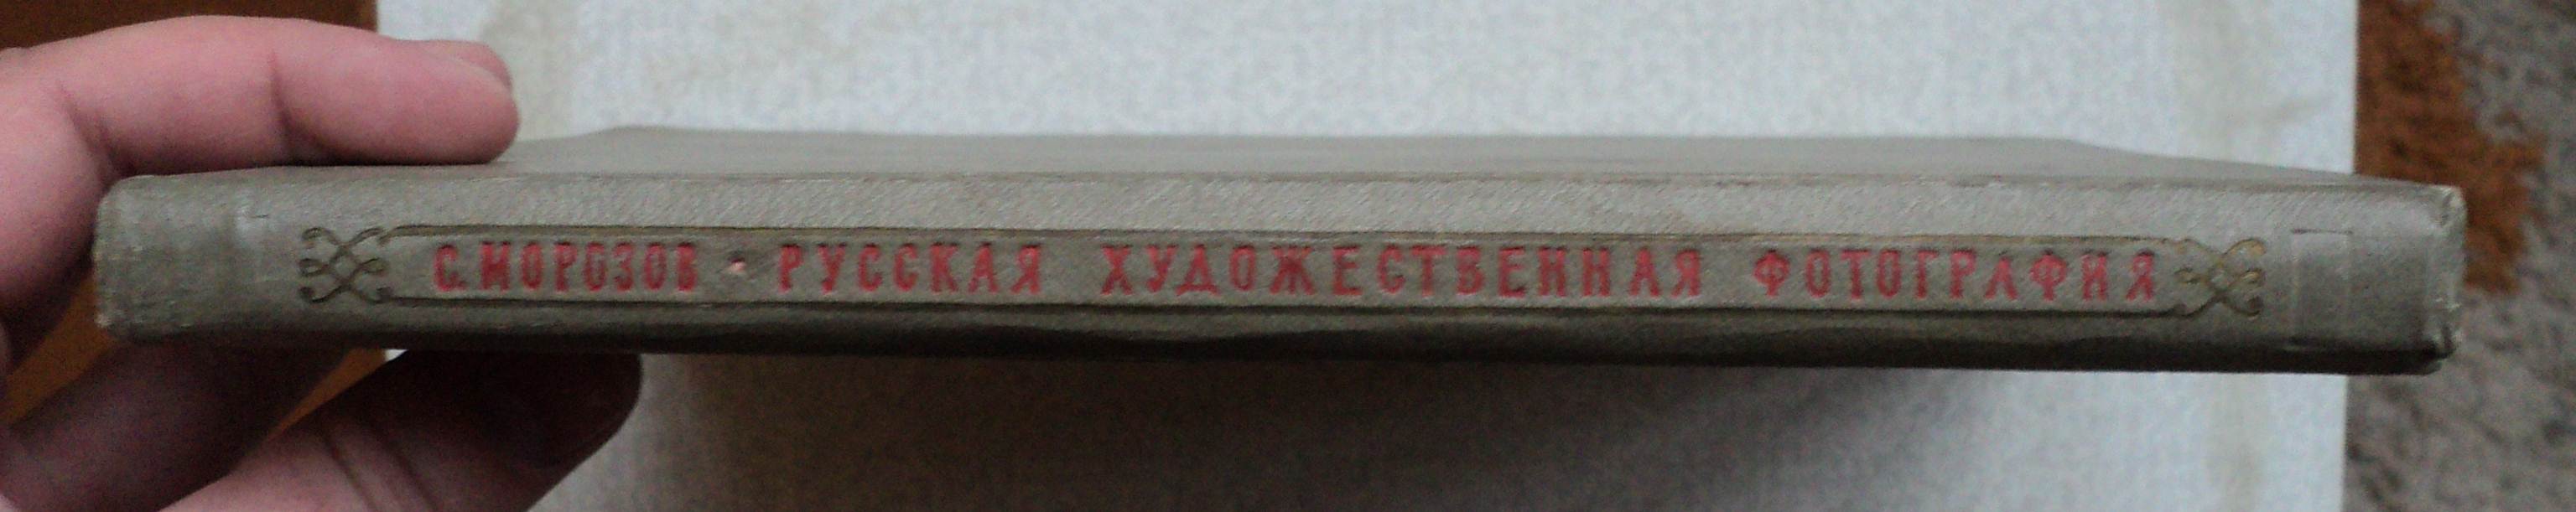 С. МОРОЗОВ • РУССКАЯ ХУДОЖЕСТВЕННАЯ ФОТОГРАФИЯ